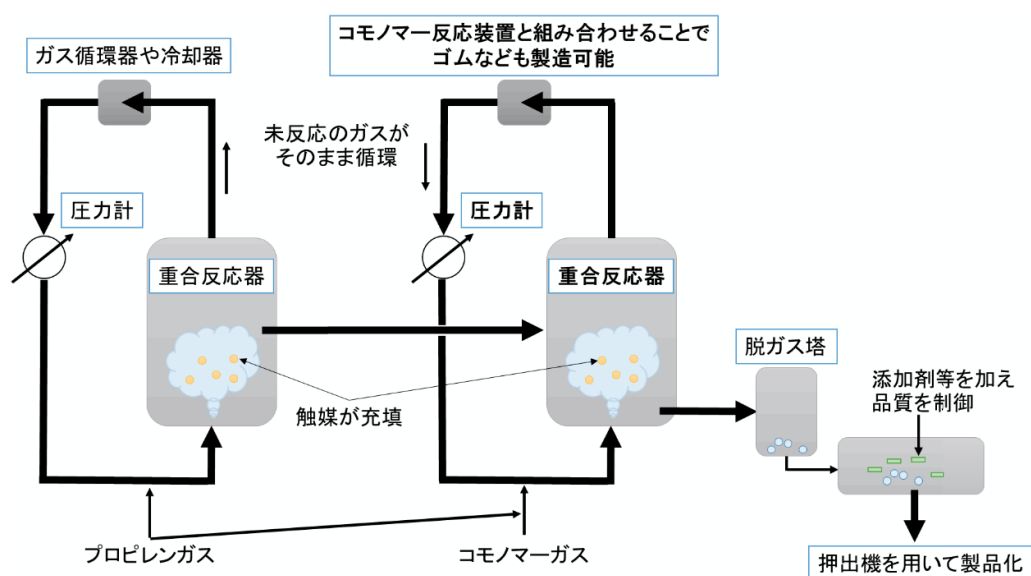 コモノマー反応装置と組み合わせることで
ゴムなども製造可能
ガス循環器や冷却器
未反応のガスが
そのまま循環
圧力計
圧力計
重合反応器
重合反応器
脱ガス塔
添加剤等を加え
品質を制御
触媒が充填
プロピレンガス
コモノマーガス
押出機を用いて製品化